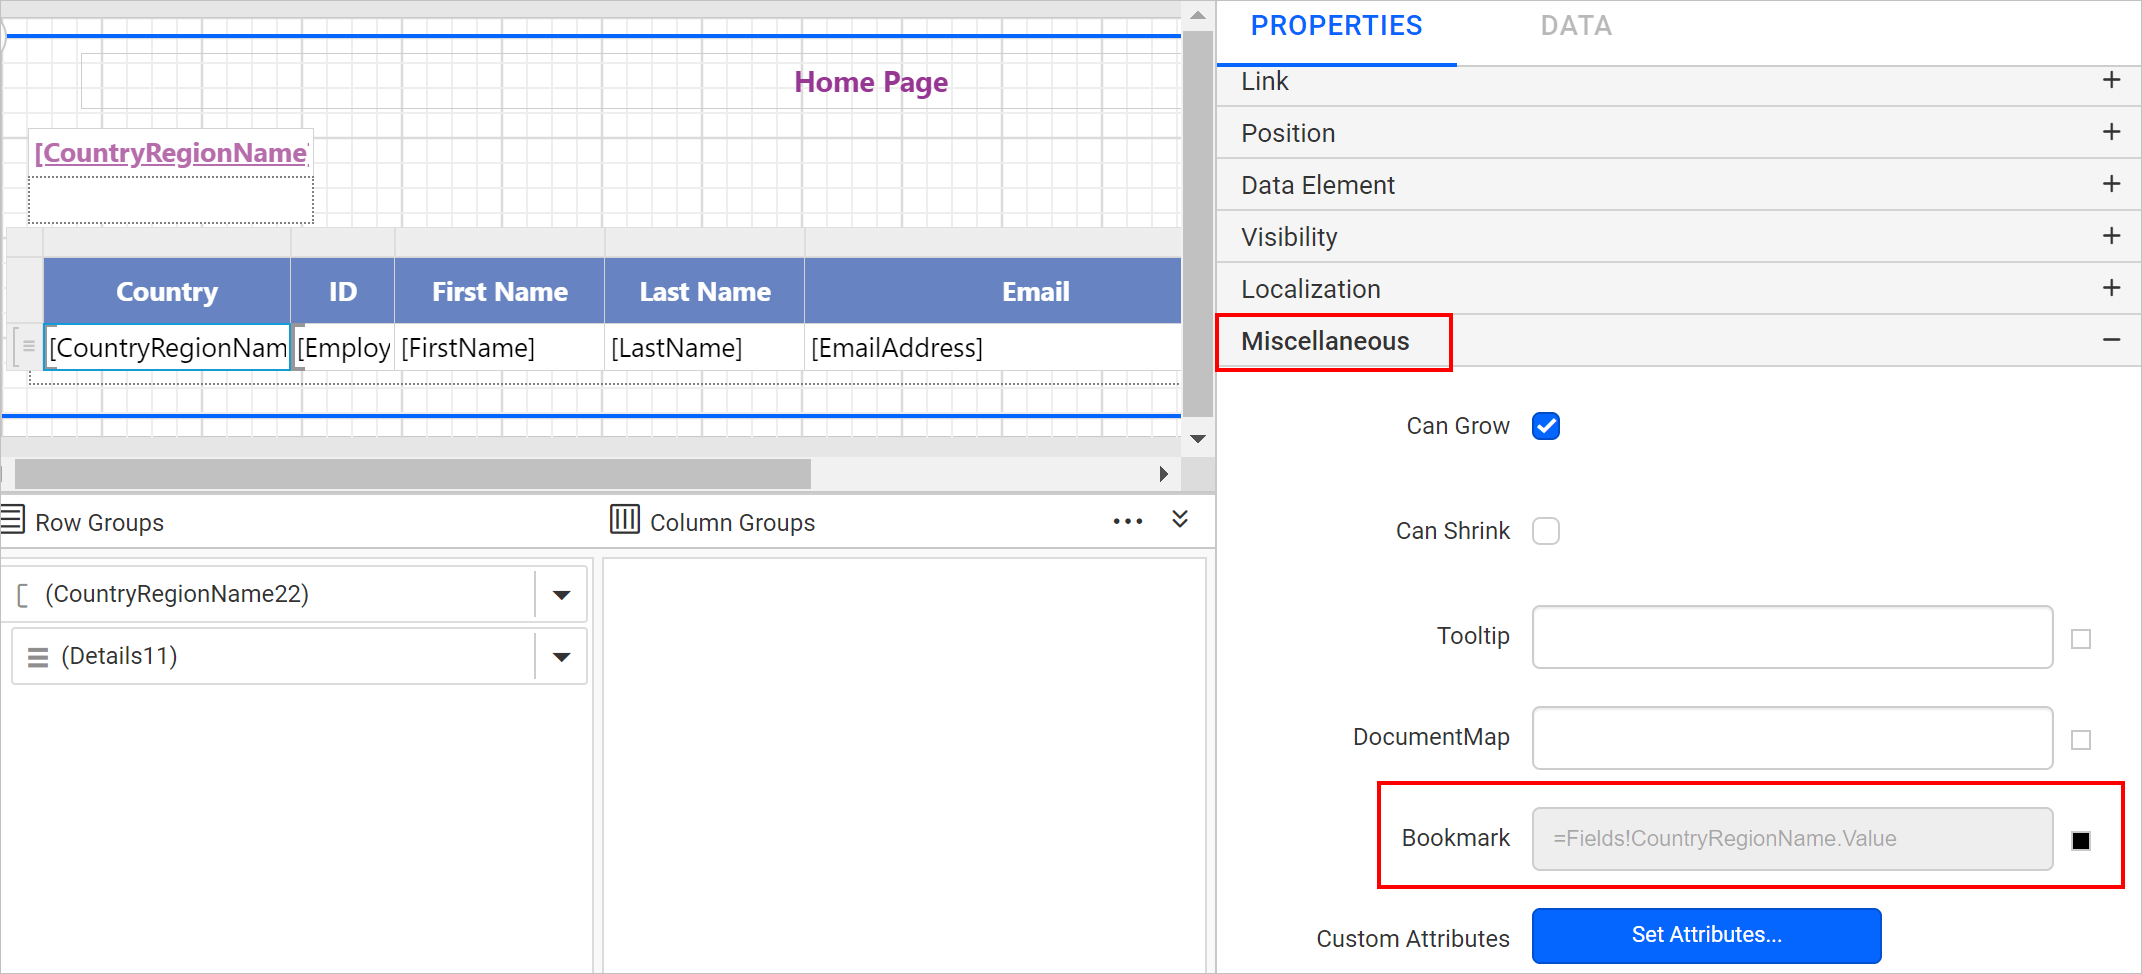 Home Page
[CountryRegionName
Country ID First Name Last Name Email
[CountryRegionNam [Employ [FirstName] [LastName] [EmailAddress]
Row Groups
Column Groups
(CountryRegionName22)
(Details11)
PROPERTIES DATA
Link
Position
Data Element
Visibility
Localization
Miscellaneous
Can Grow
Can Shrink
Tooltip
DocumentMap
Bookmark =Fields!CountryRegionName.Value
Custom Attributes Set Attributes...